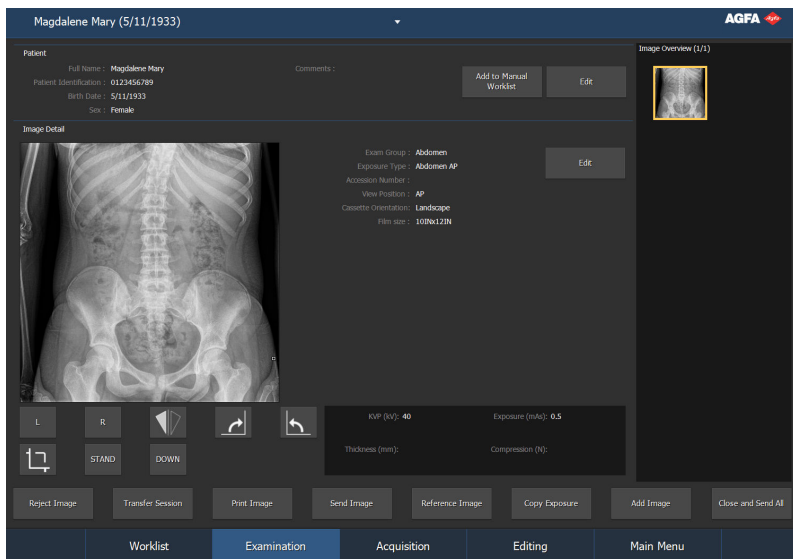 Magdalene Mary (5/11/1933)
AGFA
Patient
Full Name : Magdalene Mary
Comments :
Patient Identification : 0123456789
Birth Date : 5/11/1933
Sex : Female
Add to Manual
Worklist
Edit
Image Overview (1/1)
Image Detail
Exam Group : Abdomen
Exposure Type : Abdomen AP
Accession Number :
View Position : AP
Cassette Orientation: Landscape
Film size : 10INx12IN
Edit
L
R
STAND
DOWN
KVP (kV): 40
Exposure (mAs): 0.5
Thickness (mm):
Compression (N):
Reject Image
Transfer Session
Print Image
Send Image
Reference Image
Copy Exposure
Add Image
Close and Send All
Worklist
Examination
Acquisition
Editing
Main Menu